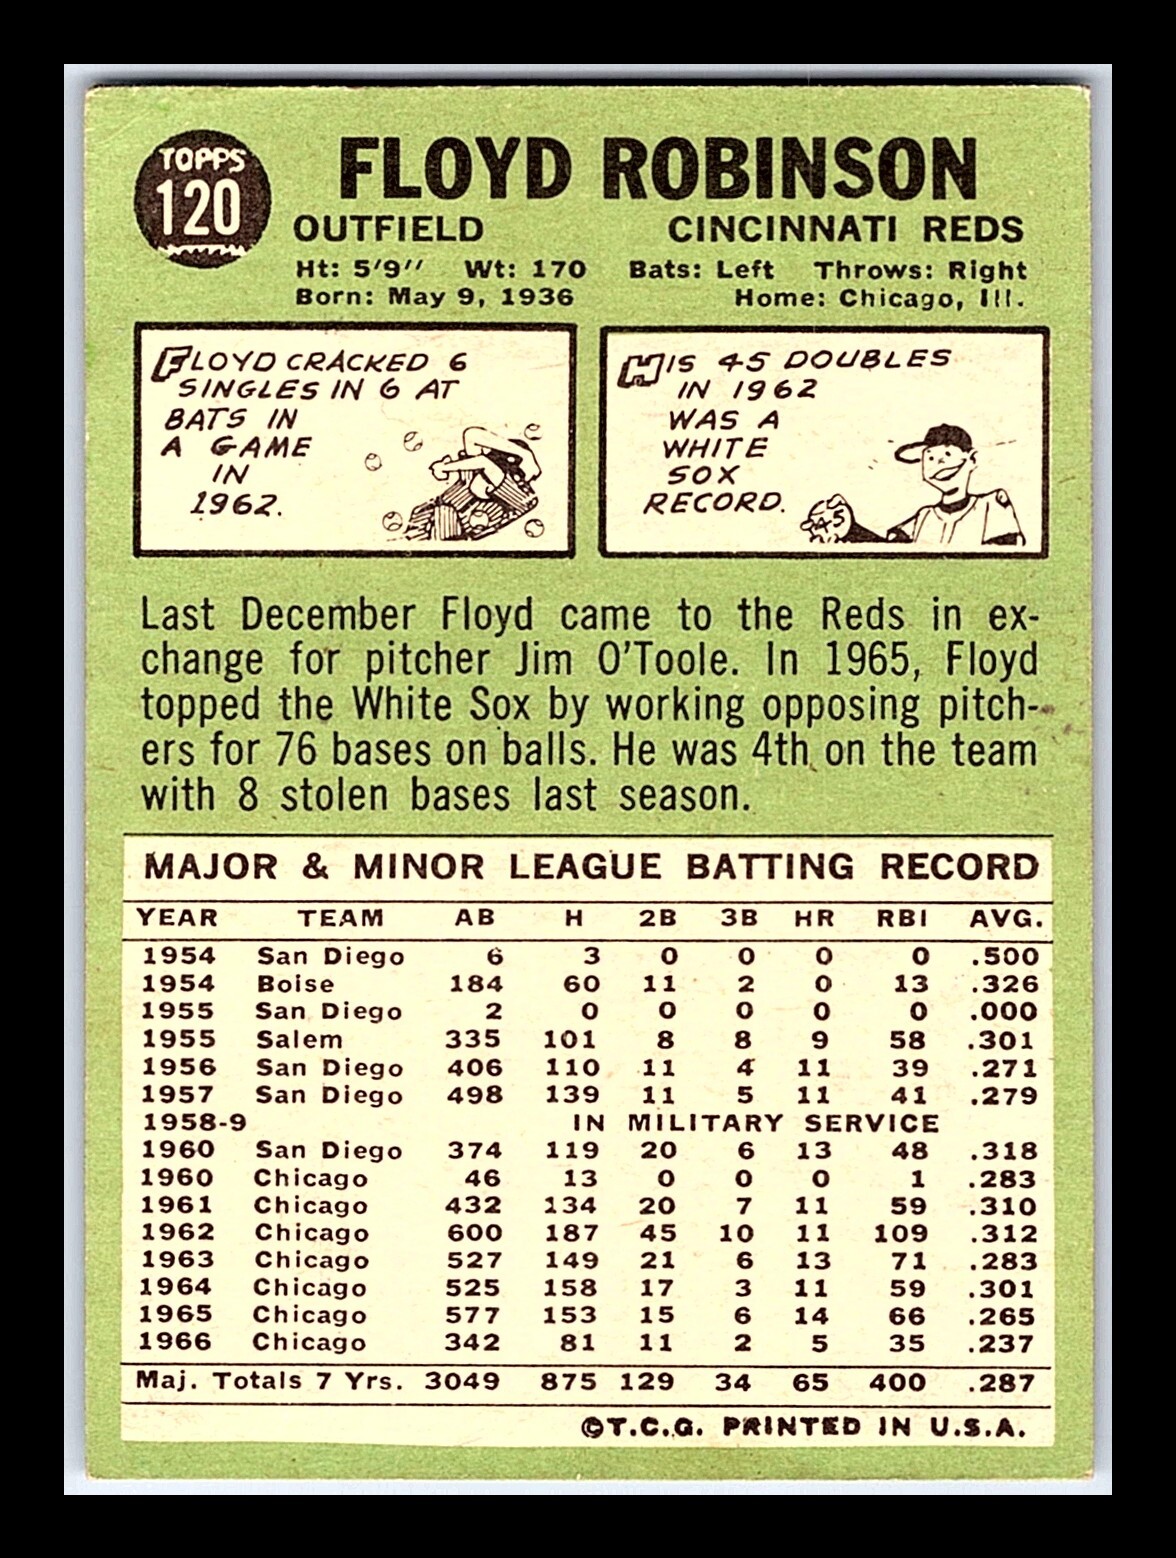 TOPPS
120
FLOYD ROBINSON
OUTFIELD CINCINNATI REDS
Ht: 5'9" Wt: 170 Bats: Left Throws: Right
Born: May 9, 1936 Home: Chicago, Ill.
FLOYD CRACKED 6
SINGLES IN 6 AT
BATS IN
A GAME
IN
1962.
HIS 45 DOUBLES
IN 1962
WAS A
WHITE
SOX
RECORD.
45
Last December Floyd came to the Reds in ex-
change for pitcher Jim O'Toole. In 1965, Floyd
topped the White Sox by working opposing pitch-
ers for 76 bases on balls. He was 4th on the team
with 8 stolen bases last season.
MAJOR & MINOR LEAGUE BATTING RECORD
YEAR TEAM AB H 2B 3B HR RBI AVG.
1954 San Diego 6 3 0 0 0 0 .500
1954 Boise 184 60 11 2 0 13 .326
1955 San Diego 2 0 0 0 0 0 .000
1955 Salem 335 101 8 8 9 58 .301
1956 San Diego 406 110 11 4 11 39 .271
1957 San Diego 498 139 11 5 11 41 .279
1958-9 IN MILITARY SERVICE
1960 San Diego 374 119 20 6 13 48 .318
1960 Chicago 46 13 0 0 0 1 .283
1961 Chicago 432 134 20 7 11 59 .310
1962 Chicago 600 187 45 10 11 109 .312
1963 Chicago 527 149 21 6 13 71 .283
1964 Chicago 525 158 17 3 11 59 .301
1965 Chicago 577 153 15 6 14 66 .265
1966 Chicago 342 81 11 2 5 35 .237
Maj. Totals 7 Yrs. 3049 875 129 34 65 400 .287
©T.C.G. PRINTED IN U.S.A.